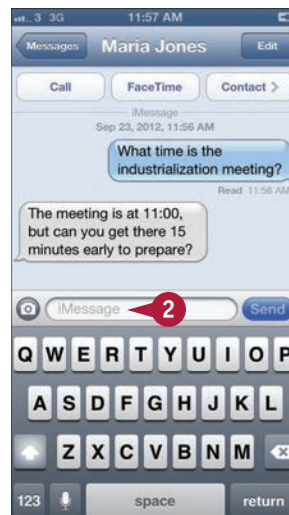 3 3G 11:57 AM
Messages Maria Jones Edit
Call FaceTime Contact >
iMessage
Sep 23, 2012, 11:56 AM
What time is the
industrialization meeting?
Read 11:56 AM
The meeting is at 11:00,
but can you get there 15
minutes early to prepare?
iMessage 2 Send
Q W E R T Y U I O P
A S D F G H J K L
Z X C V B N M
123 space return